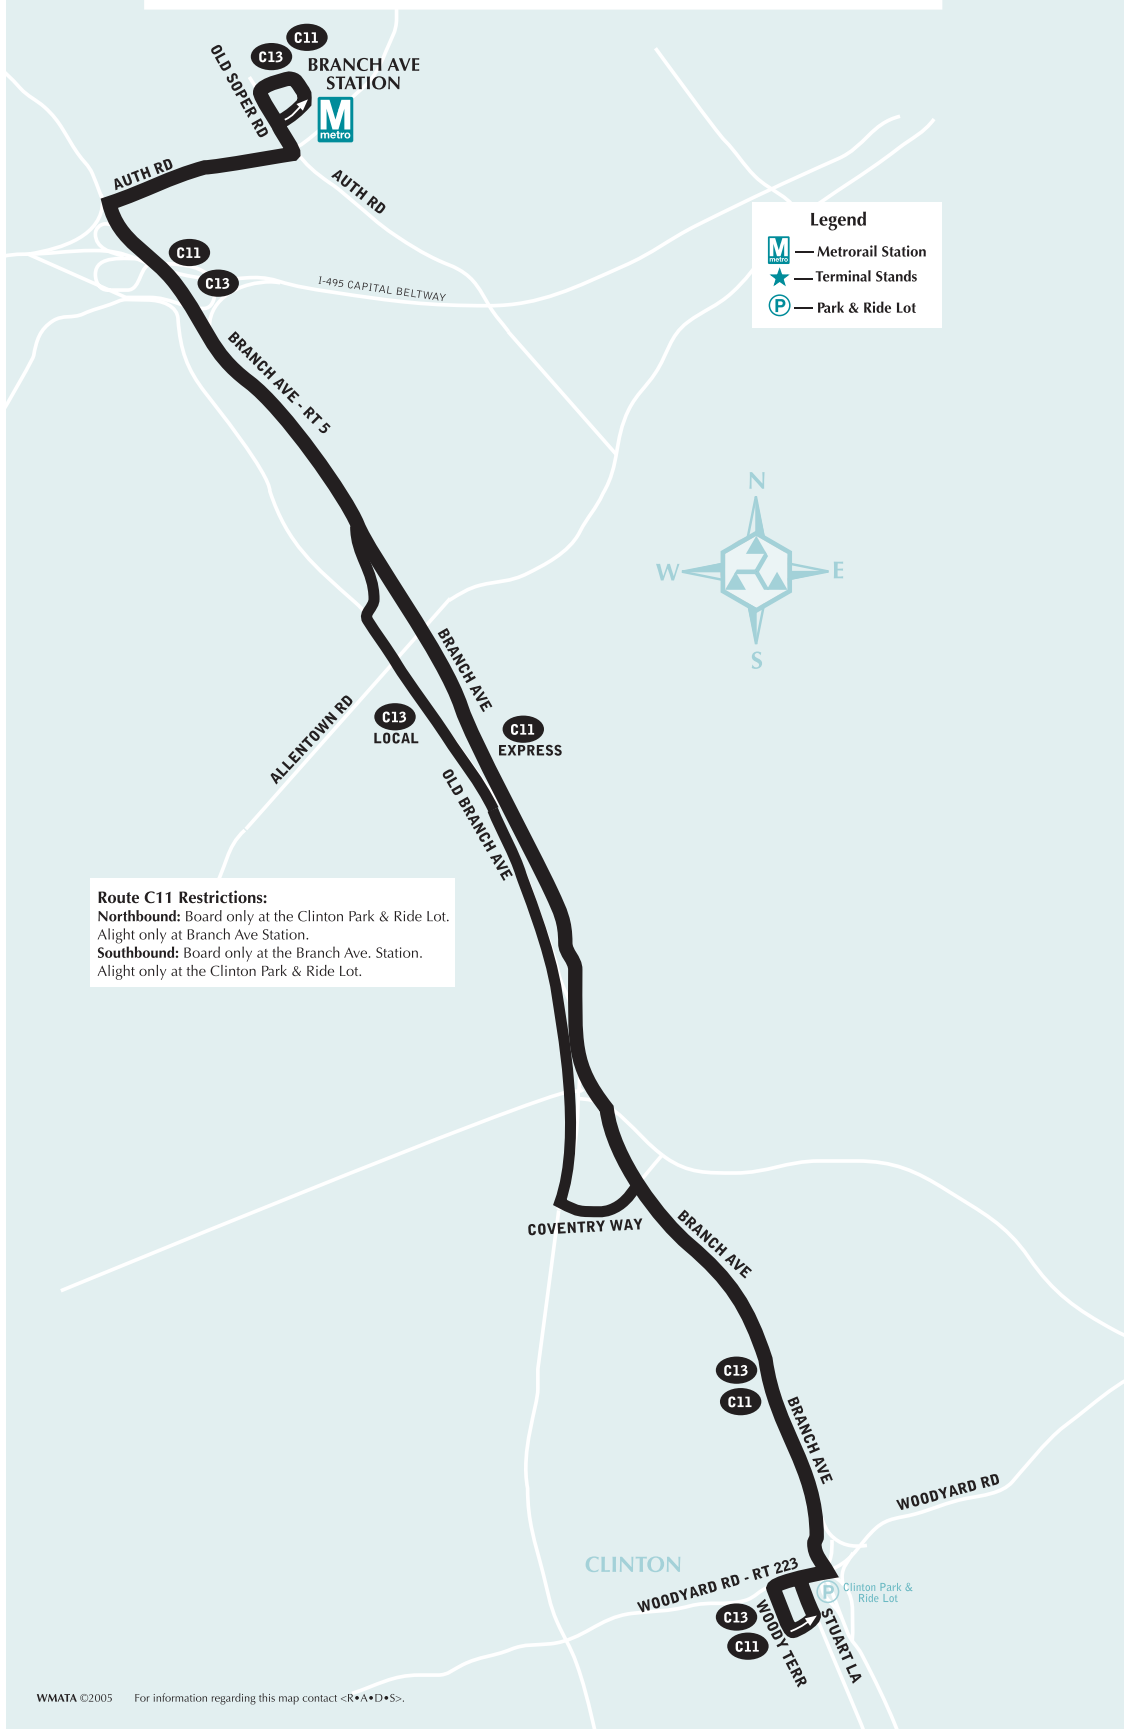 C11
C13
BRANCH AVE
STATION
M
metro
OLD SOPER RD
AUTH RD
AUTH RD
Legend
M
metro
Metrorail Station
Terminal Stands
P
Park & Ride Lot
C11
C13
I-495 CAPITAL BELTWAY
BRANCH AVE - RT 5
N
W
E
S
BRANCH AVE
ALLENTOWN RD
C13
LOCAL
C11
EXPRESS
OLD BRANCH AVE
Route C11 Restrictions:
Northbound: Board only at the Clinton Park & Ride Lot.
Alight only at Branch Ave Station.
Southbound: Board only at the Branch Ave. Station.
Alight only at the Clinton Park & Ride Lot.
COVENTRY WAY
BRANCH AVE
C13
C11
BRANCH AVE
WOODYARD RD
CLINTON
WOODYARD RD - RT 223
P
Clinton Park &
Ride Lot
C13
C11
WOODY TERR
STUART LA
WMATA ©2005 For information regarding this map contact <R•A•D•S>.